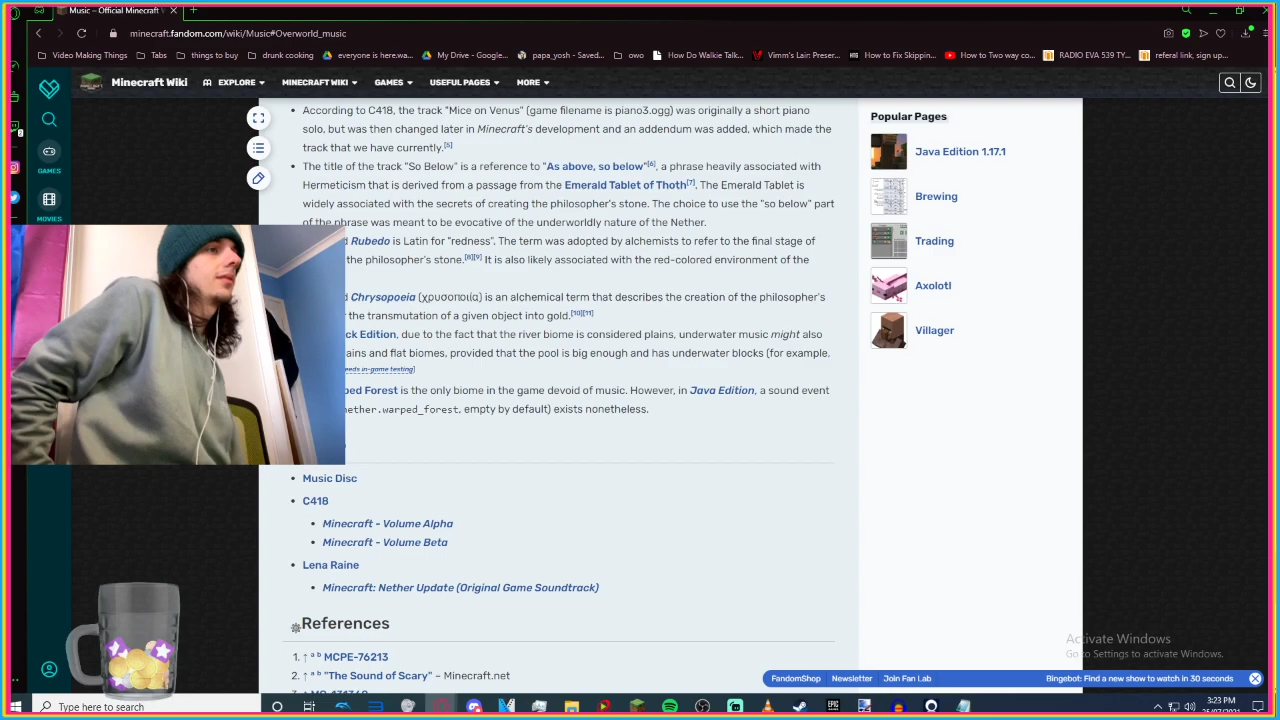 Music – Official Minecraft W
minecraft.fandom.com/wiki/Music#Overworld_music
Video Making Things Tabs things to buy drunk cooking everyone is here.wa... My Drive - Google... papa_yosh - Saved... owo How Do Walkie Talk... Vimm's Lair: Preser... How to Fix Skippin... How to Two way co... RADIO EVA 539 TY... referal link, sign up...
Minecraft Wiki EXPLORE MINECRAFT WIKI GAMES USEFUL PAGES MORE
GAMES
MOVIES
According to C418, the track "Mice on Venus" (game filename is piano3.ogg) was originally a short piano
solo, but was then changed later in Minecraft's development and an addendum was added, which made the
track that we have currently.[5]
The title of the track "So Below" is a reference to "As above, so below"[6], a phrase heavily associated with
Hermeticism that is derived from a passage from the Emerald Tablet of Thoth[7]. The Emerald Tablet is
widely associated with the secrets of creating the philosopher's stone. The choice to use the "so below" part
of the phrase was meant to be evocative of the underworldly nature of the Nether.
Rubedo is Latin for "redness". The term was adopted by alchemists to refer to the final stage of
the philosopher's stone.[8][9] It is also likely associated with the red-colored environment of the
Chrysopoeia (χρυσοποιία) is an alchemical term that describes the creation of the philosopher's
the transmutation of a given object into gold.[10][11]
ck Edition, due to the fact that the river biome is considered plains, underwater music might also
ains and flat biomes, provided that the pool is big enough and has underwater blocks (for example,
eeds in-game testing]
ped Forest is the only biome in the game devoid of music. However, in Java Edition, a sound event
nether.warped_forest, empty by default) exists nonetheless.
Music Disc
C418
Minecraft - Volume Alpha
Minecraft - Volume Beta
Lena Raine
Minecraft: Nether Update (Original Game Soundtrack)
References
1. ↑ a b MCPE-76213
2. ↑ a b "The Sound of Scary" – Minecraft.net
Popular Pages
Java Edition 1.17.1
Brewing
Trading
Axolotl
Villager
Activate Windows
Go to Settings to activate Windows.
FandomShop Newsletter Join Fan Lab Bingebot: Find a new show to watch in 30 seconds
Type here to search
3:23 PM